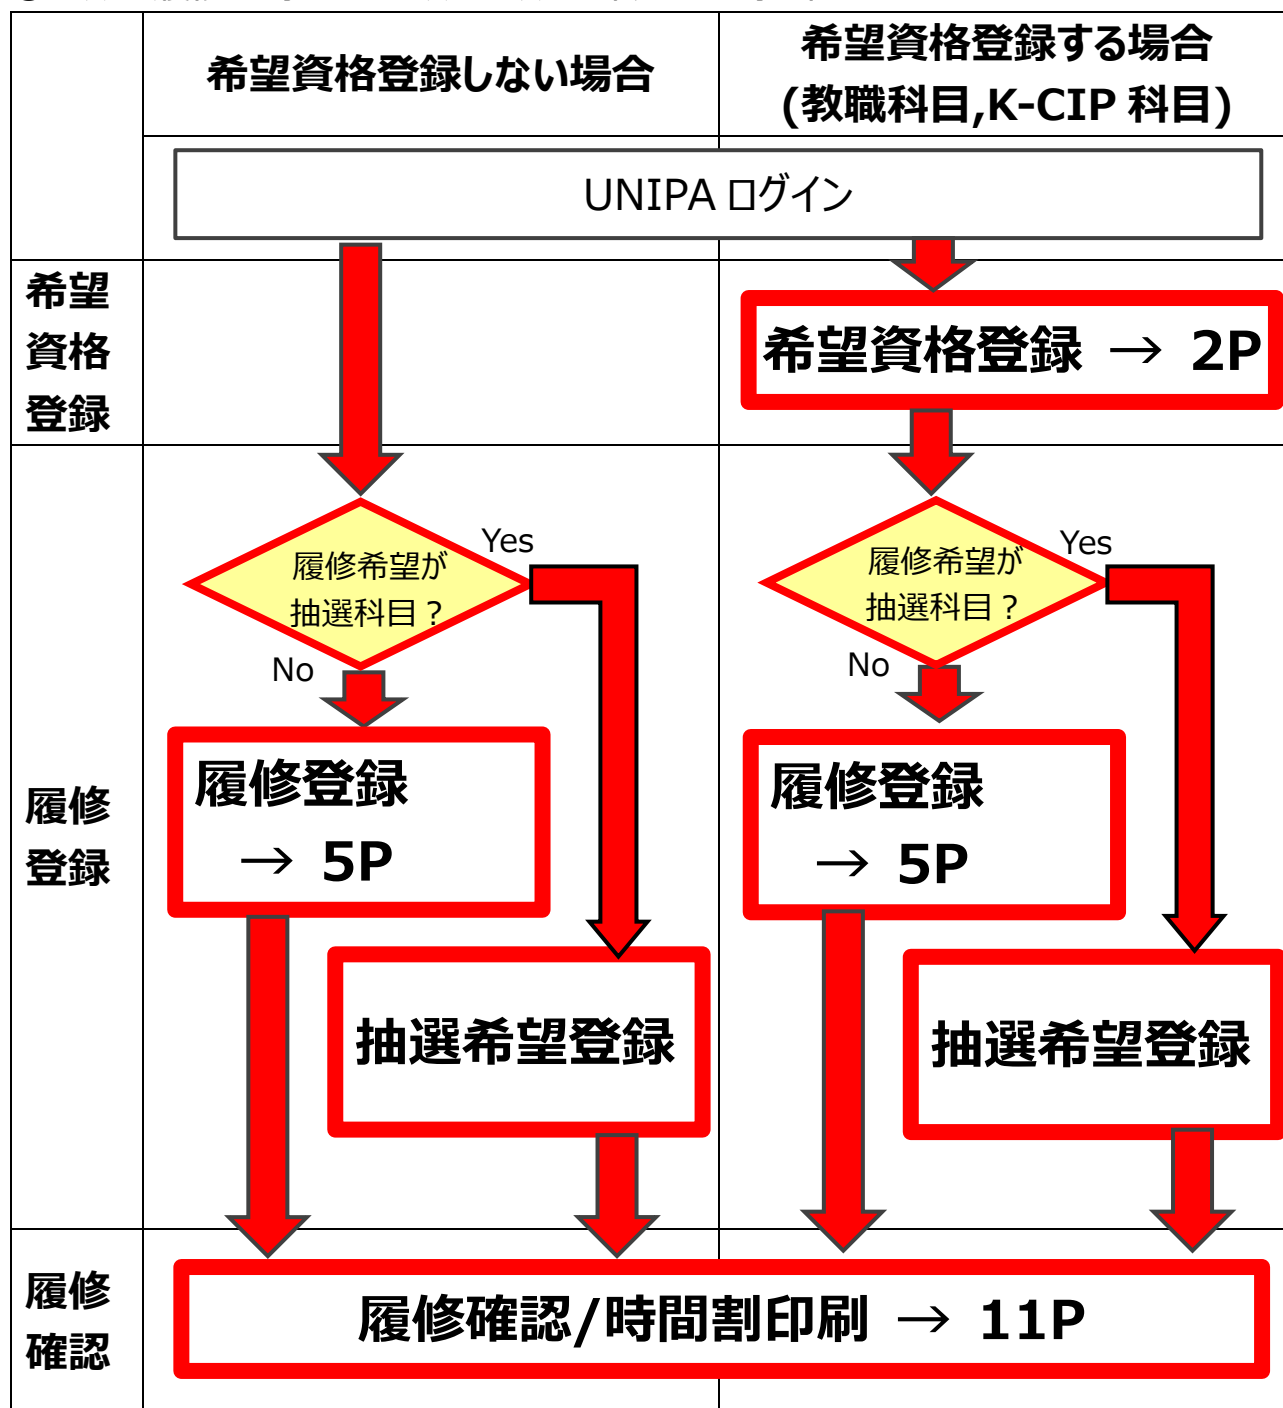 希望資格登録しない場合
希望資格登録する場合
(教職科目,K-CIP 科目)
UNIPA ログイン
希望
資格
登録
希望資格登録 → 2P
履修
登録
履修希望が
抽選科目？
Yes
No
履修登録
→ 5P
抽選希望登録
履修希望が
抽選科目？
Yes
No
履修登録
→ 5P
抽選希望登録
履修
確認
履修確認/時間割印刷 → 11P